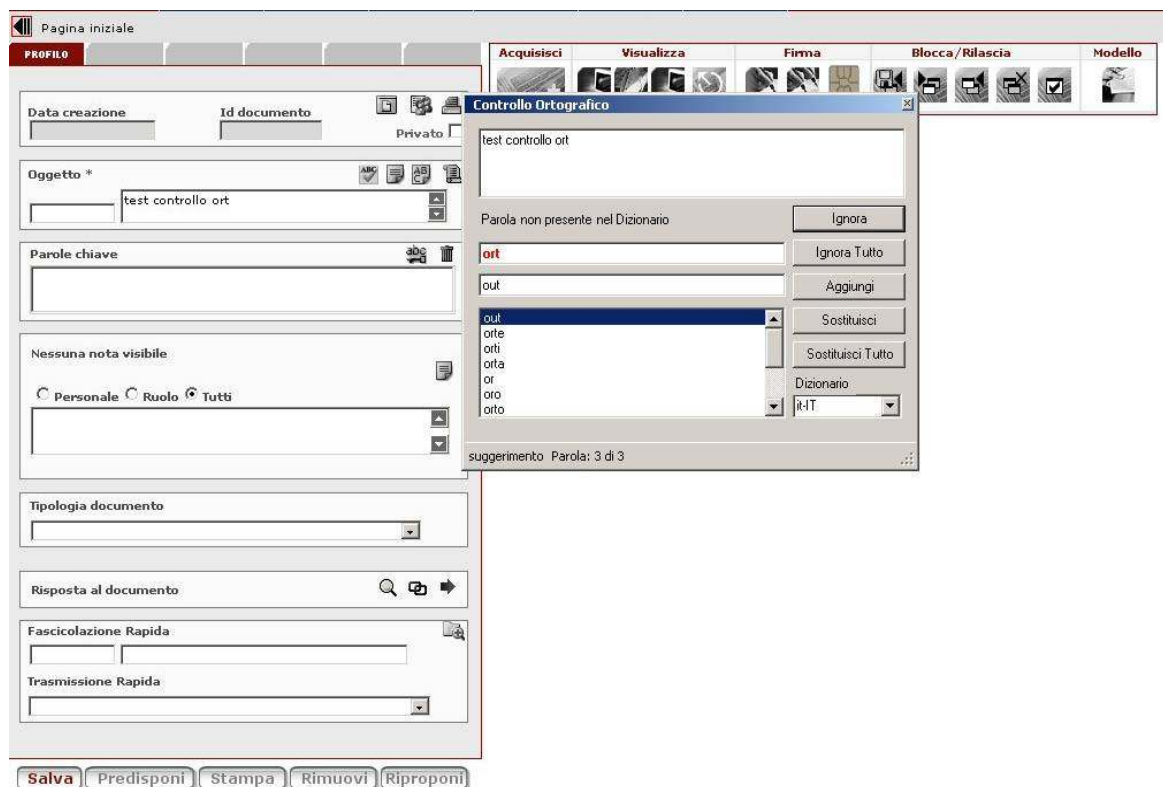 Pagina iniziale
PROFILO
Acquisisci Visualizza Firma Blocca/Rilascia Modello
Data creazione Id documento
Privato
Oggetto *
ABC
test controllo ort
Parole chiave
abc
Nessuna nota visibile
Personale Ruolo Tutti
Tipologia documento
Risposta al documento
Fascicolazione Rapida
Trasmissione Rapida
Salva Predisponi Stampa Rimuovi Riproponi
Controllo Ortografico
test controllo ort
Parola non presente nel Dizionario
Ignora
ort
Ignora Tutto
out
Aggiungi
out
orte
orti
orta
or
oro
orto
Sostituisci
Sostituisci Tutto
Dizionario
it-IT
suggerimento Parola: 3 di 3